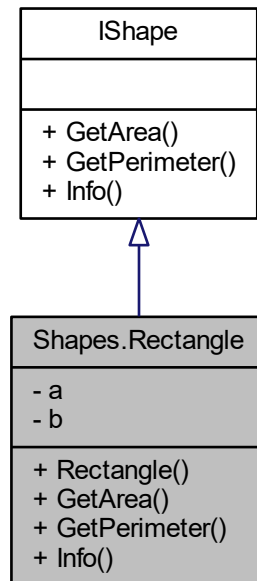 IShape
+ GetArea()
+ GetPerimeter()
+ Info()
Shapes.Rectangle
- a
- b
+ Rectangle()
+ GetArea()
+ GetPerimeter()
+ Info()